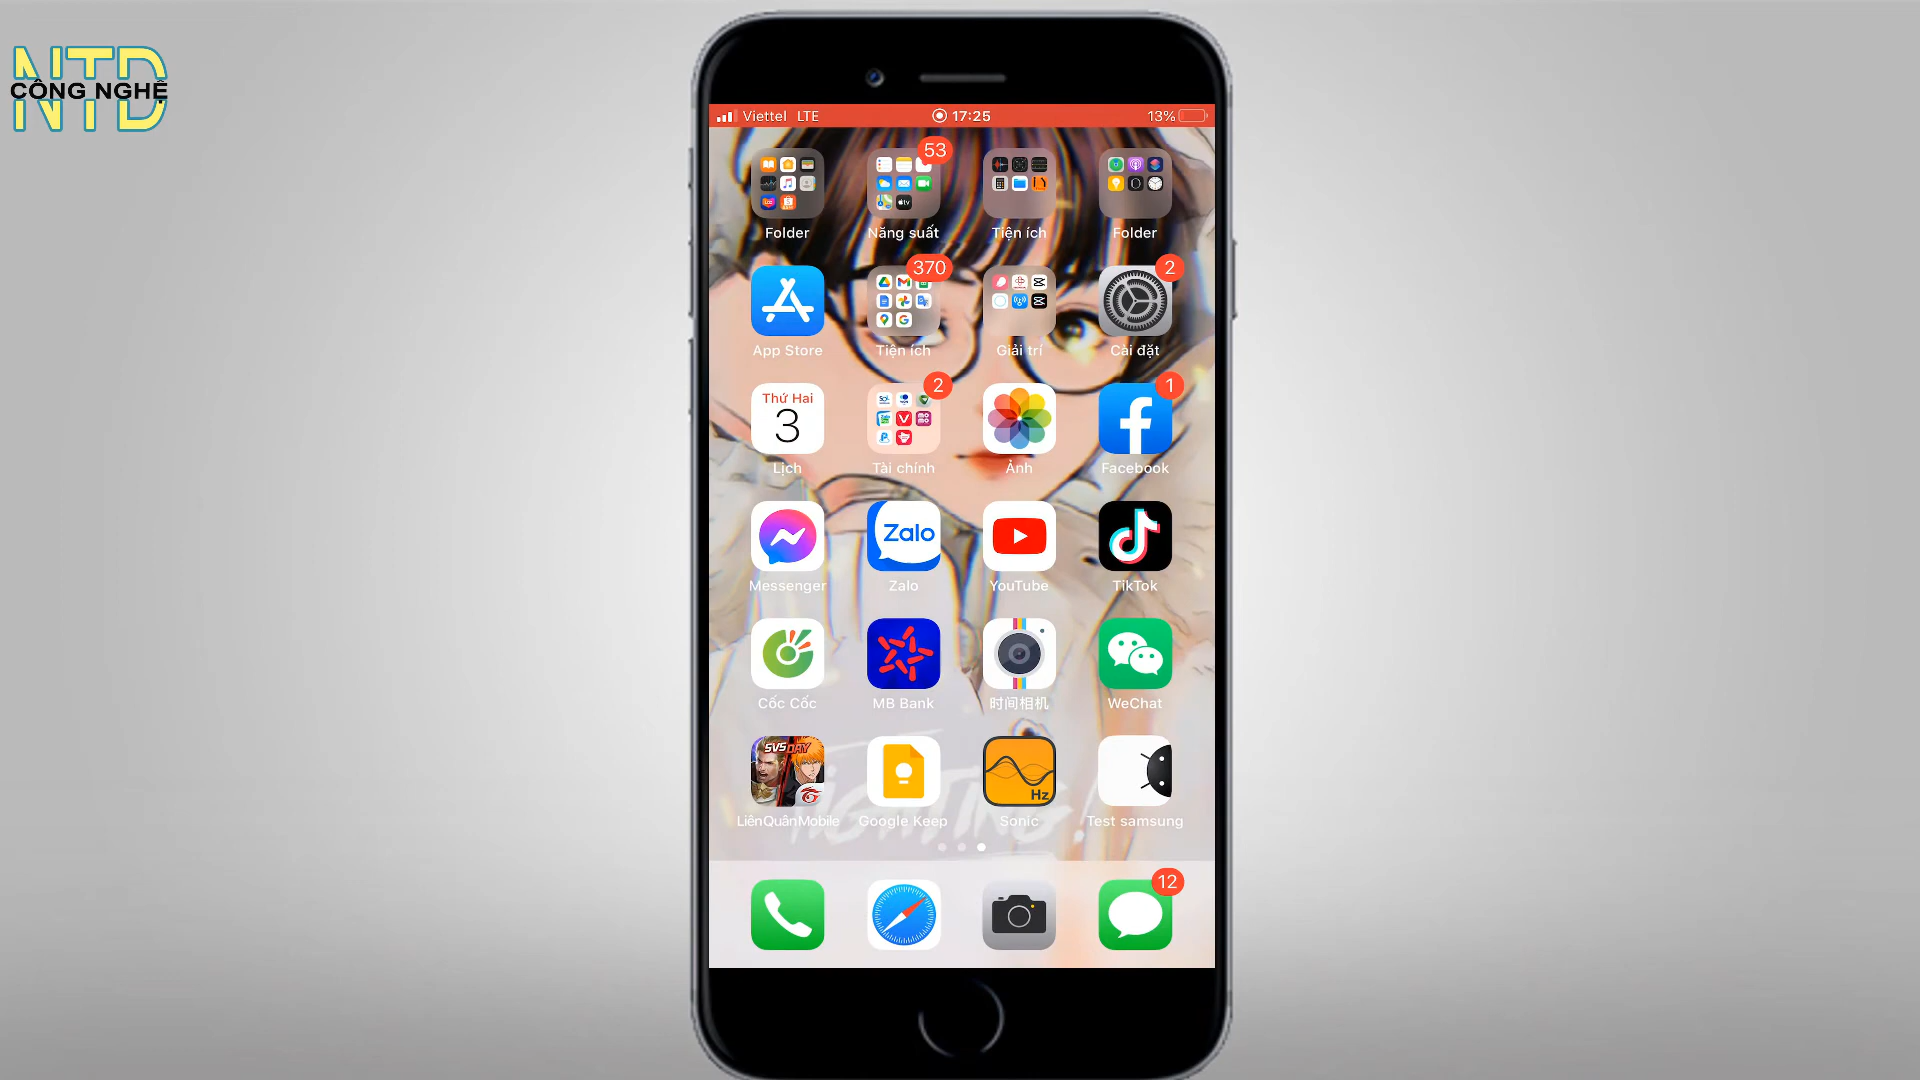 NTD
CÔNG NGHỆ
Viettel LTE 17:25 13%
53
Folder Năng suất Tiện ích Folder
370 2
App Store Tiện ích Giải trí Cài đặt
Thứ Hai
3
2 1
Lịch Tài chính Ảnh Facebook
Zalo
Messenger Zalo YouTube TikTok
Cốc Cốc MB Bank 时间相机 WeChat
5V5 DAY
Hz
LiênQuânMobile Google Keep Sonic Test samsung
FIGHTING!
12